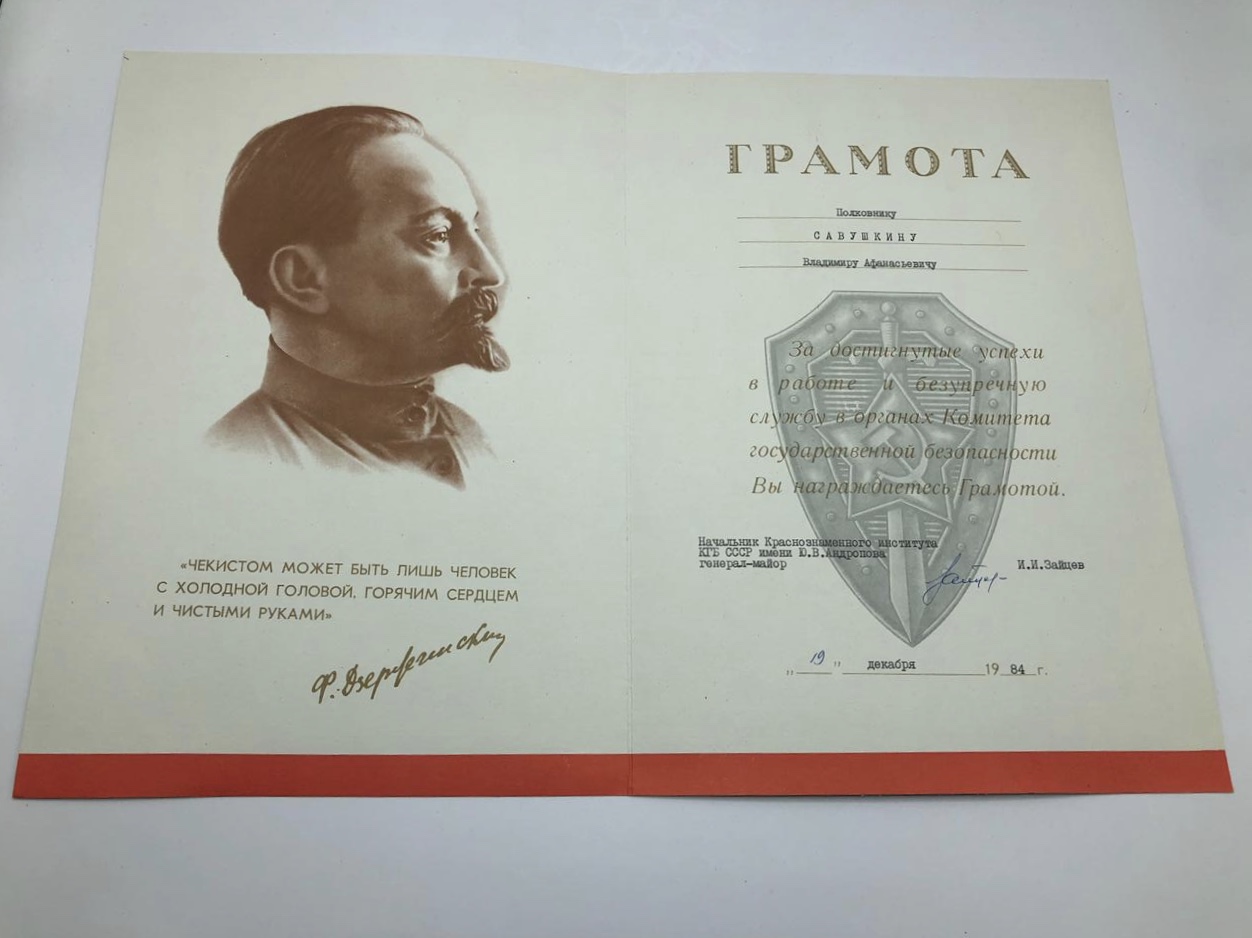 «ЧЕКИСТОМ МОЖЕТ БЫТЬ ЛИШЬ ЧЕЛОВЕК
С ХОЛОДНОЙ ГОЛОВОЙ, ГОРЯЧИМ СЕРДЦЕМ
И ЧИСТЫМИ РУКАМИ»
Ф. Дзержинский
ГРАМОТА
Полковнику
САВУШКИНУ
Владимиру Афанасьевичу
За достигнутые успехи
в работе и безупречную
службу в органах Комитета
государственной безопасности
Вы награждаетесь Грамотой.
Начальник Краснознаменного института
КГБ СССР имени Ю.В.Андропова
генерал-майор И.И.Зайцев
„ 19 " декабря 19 84 г.